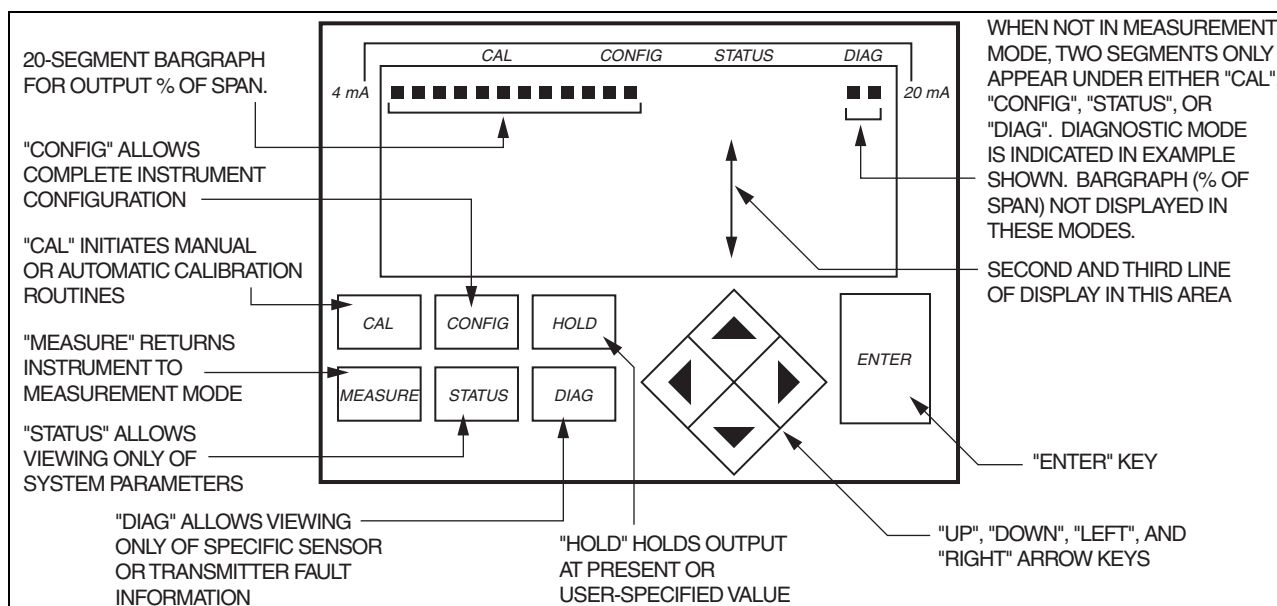 20-SEGMENT BARGRAPH
FOR OUTPUT % OF SPAN.
"CONFIG" ALLOWS
COMPLETE INSTRUMENT
CONFIGURATION
"CAL" INITIATES MANUAL
OR AUTOMATIC CALIBRATION
ROUTINES
"MEASURE" RETURNS
INSTRUMENT TO
MEASUREMENT MODE
"STATUS" ALLOWS
VIEWING ONLY OF
SYSTEM PARAMETERS
"DIAG" ALLOWS VIEWING
ONLY OF SPECIFIC SENSOR
OR TRANSMITTER FAULT
INFORMATION
CAL CONFIG STATUS DIAG
4 mA 20 mA
CAL CONFIG HOLD
MEASURE STATUS DIAG
ENTER
"HOLD" HOLDS OUTPUT
AT PRESENT OR
USER-SPECIFIED VALUE
WHEN NOT IN MEASUREMENT
MODE, TWO SEGMENTS ONLY
APPEAR UNDER EITHER "CAL"
"CONFIG", "STATUS", OR
"DIAG". DIAGNOSTIC MODE
IS INDICATED IN EXAMPLE
SHOWN. BARGRAPH (% OF
SPAN) NOT DISPLAYED IN
THESE MODES.
SECOND AND THIRD LINE
OF DISPLAY IN THIS AREA
"ENTER" KEY
"UP", "DOWN", "LEFT", AND
"RIGHT" ARROW KEYS